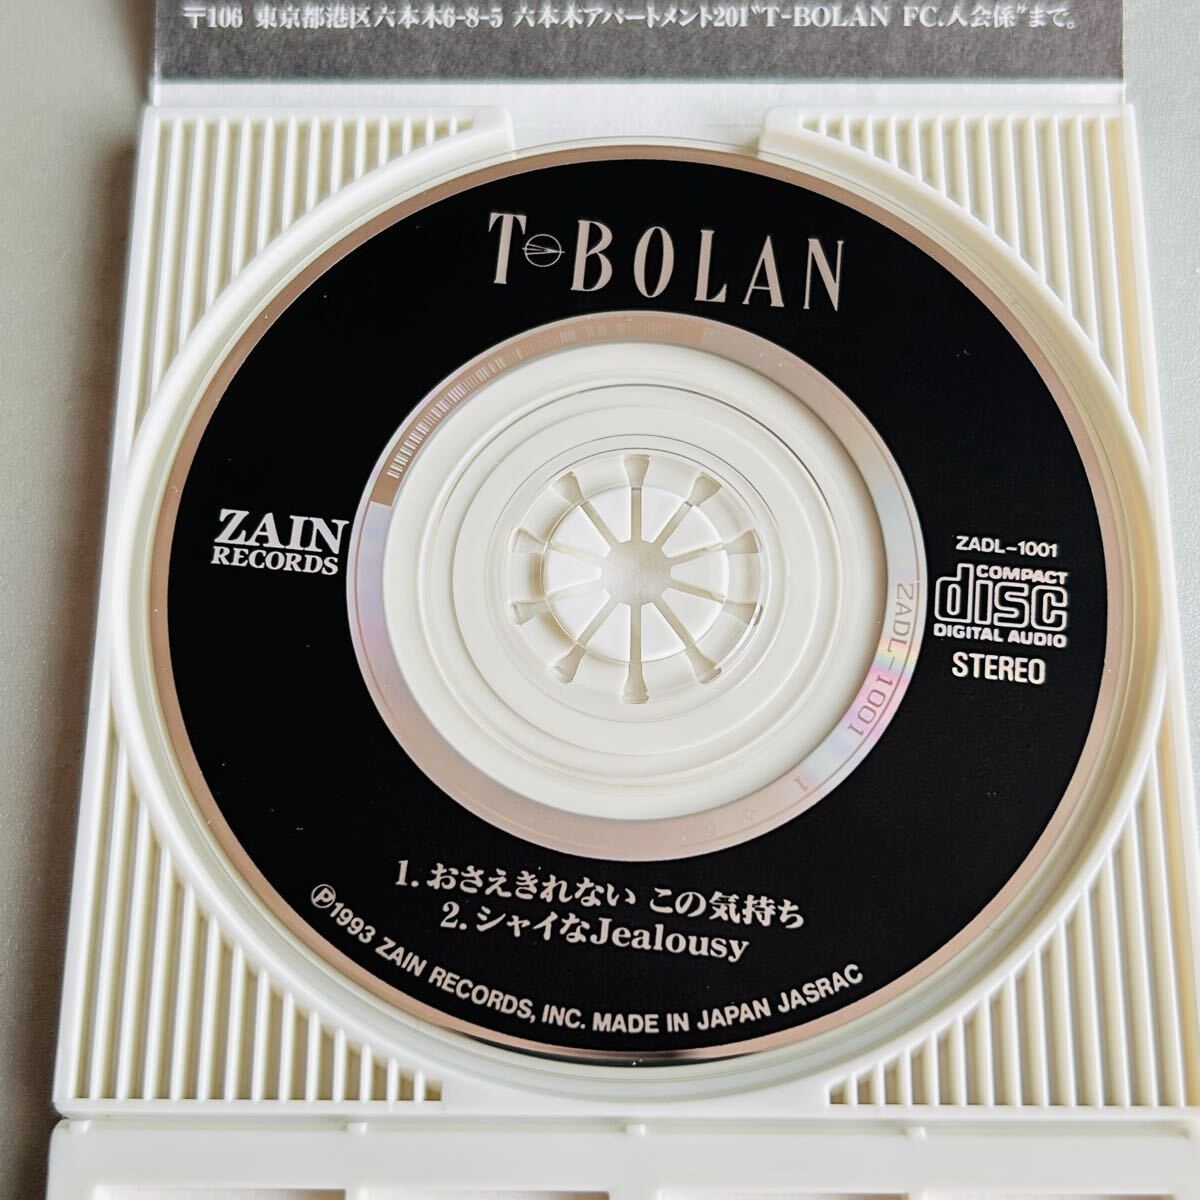 〒106 東京都港区六本木6-8-5 六本木アパートメント201"T-BOLAN FC.入会係"まで。
T-BOLAN
ZAIN
RECORDS
ZADL-1001
COMPACT
disc
DIGITAL AUDIO
STEREO
ZADL-1001 1
1.おさえきれない この気持ち
2.シャイなJealousy
Ⓟ1993 ZAIN RECORDS, INC. MADE IN JAPAN JASRAC